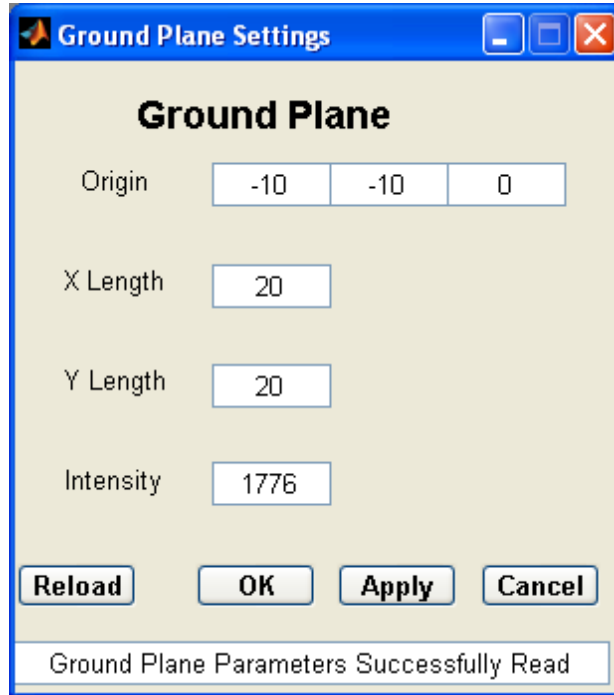 Ground Plane Settings
Ground Plane
Origin -10 -10 0
X Length 20
Y Length 20
Intensity 1776
Reload OK Apply Cancel
Ground Plane Parameters Successfully Read